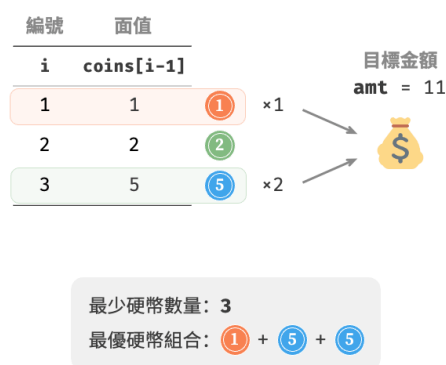 編號 面值
i coins[i-1]
目標金額
amt = 11
1 1 1 ×1
2 2 2
3 5 5 ×2
$
最少硬幣數量：3
最優硬幣組合：1 + 5 + 5